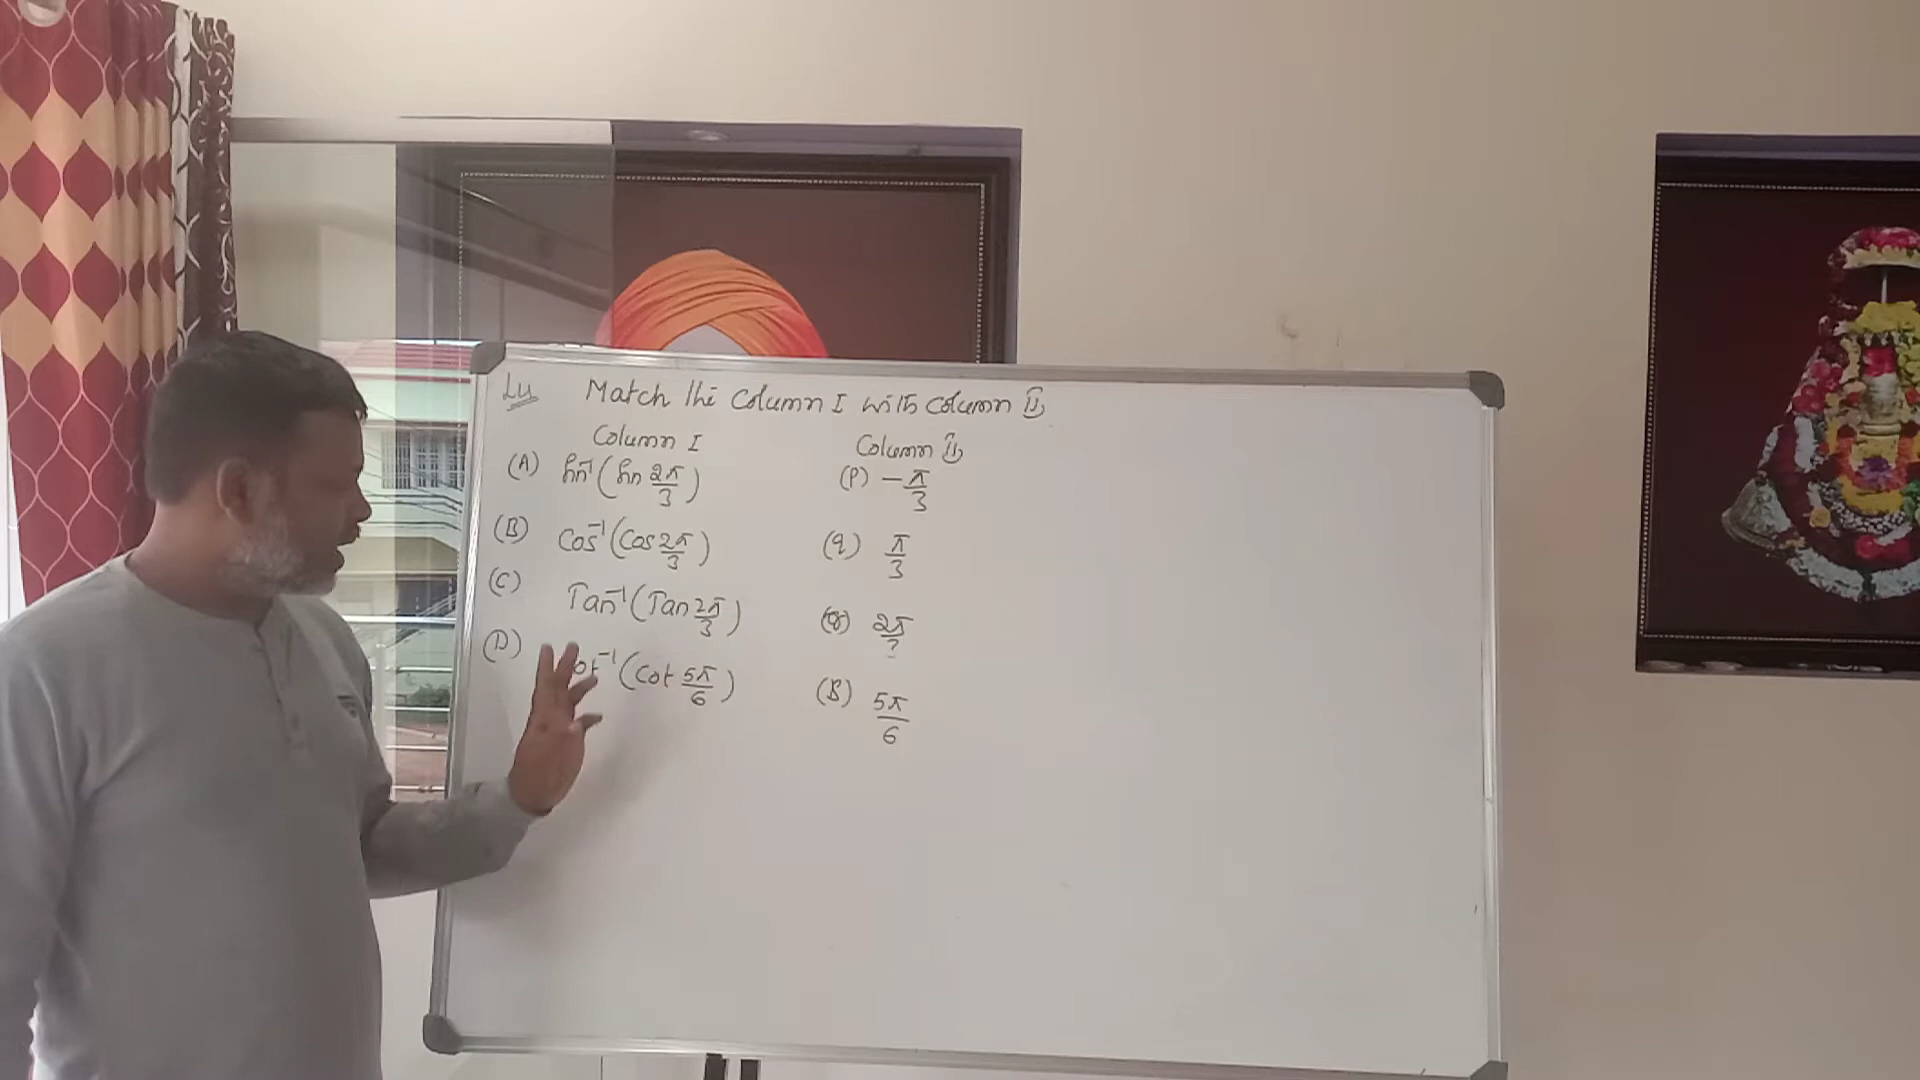 Match the Column I with Column II
Column I Column II
(A) Sin⁻¹(Sin 2π/3) (P) -π/3
(B) Cos⁻¹(Cos 2π/3) (q) π/3
(C) Tan⁻¹(Tan 2π/3) (r) 2π/3
(D) ot⁻¹(Cot 5π/6) (S) 5π/6